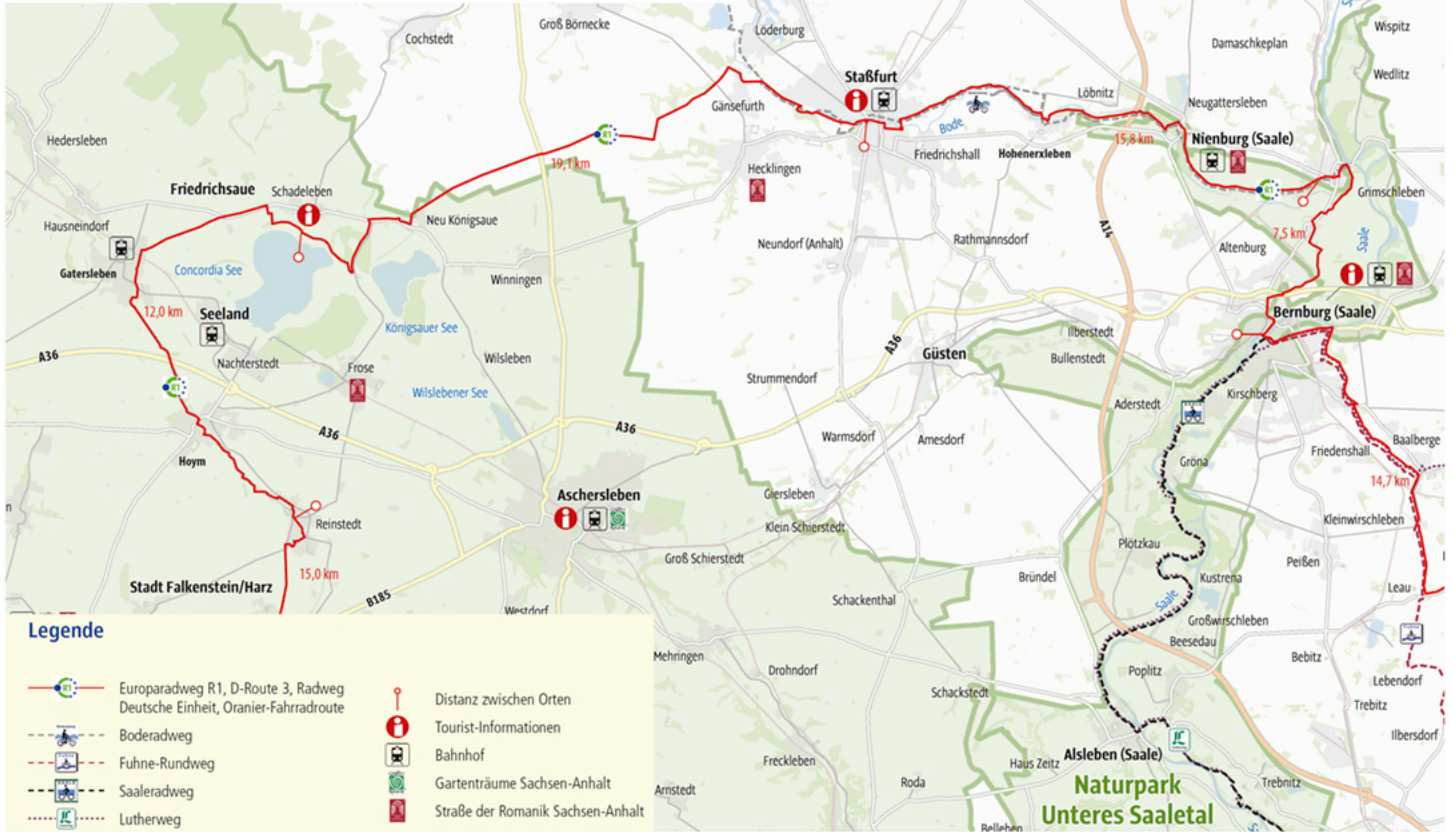 Groß Börnecke
Löderburg
Cochstedt
Wispitz
Damaschkeplan
Wedlitz
Staßfurt
Gänsefurth
Löbnitz
Neugattersleben
Bode
Hedersleben
R1
19,1 km
15,8 km
Nienburg (Saale)
Friedrichshall
Hohenerxleben
Hecklingen
Friedrichsaue
Schadeleben
R1
Grimschleben
Hausneindorf
Neu Königsaue
A14
7,5 km
Saale
Neundorf (Anhalt)
Rathmannsdorf
Altenburg
Gatersleben
Concordia See
Winningen
12,0 km
Seeland
Königsauer See
Bernburg (Saale)
Ilberstedt
A36
A36
Güsten
Bullenstedt
Nachterstedt
Wilsleben
Frose
R1
Wilslebener See
Strummendorf
Kirschberg
Aderstedt
A36
A36
Warmsdorf
Amesdorf
Baalberge
Friedenshall
Hoym
Gröna
14,7 km
Aschersleben
Giersleben
Reinstedt
Klein Schierstedt
Kleinwirschleben
Plötzkau
Groß Schierstedt
Peißen
15,0 km
Bründel
Kustrena
Stadt Falkenstein/Harz
B185
Schackenthal
Saale
Leau
Westdorf
Großwirschleben
Beesedau
Mehringen
Bebitz
Drohndorf
Poplitz
Lebendorf
Schackstedt
Trebitz
Ilbersdorf
Alsleben (Saale)
Haus Zeitz
Freckleben
Trebnitz
Roda
Arnstedt
Naturpark
Unteres Saaletal
Belleben
Legende
R1
Europaradweg R1, D-Route 3, Radweg
Deutsche Einheit, Oranier-Fahrradroute
Boderadweg
Fuhne-Rundweg
Saaleradweg
Lutherweg
Distanz zwischen Orten
Tourist-Informationen
Bahnhof
Gartenträume Sachsen-Anhalt
Straße der Romanik Sachsen-Anhalt